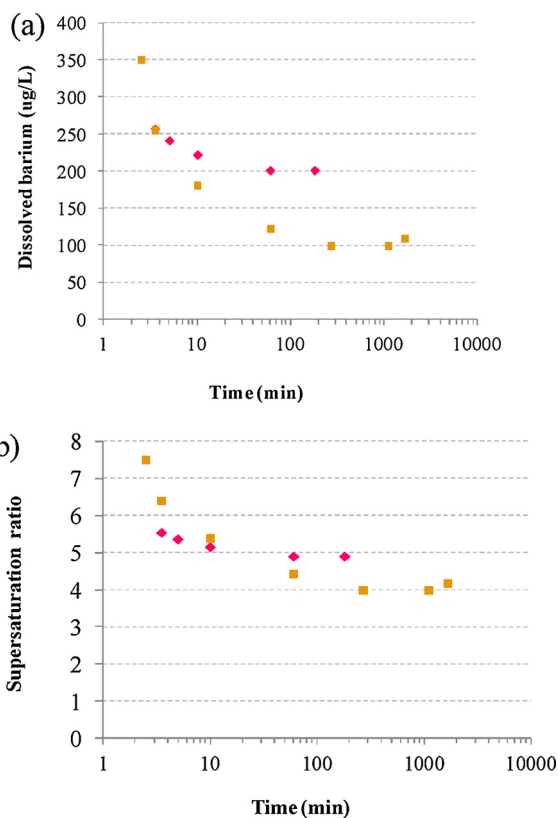 (a)
Dissolved barium (ug/L)
400
350
300
250
200
150
100
50
0
1 10 100 1000 10000
Time (min)
b)
Supersaturation ratio
8
7
6
5
4
3
2
1
0
1 10 100 1000 10000
Time (min)